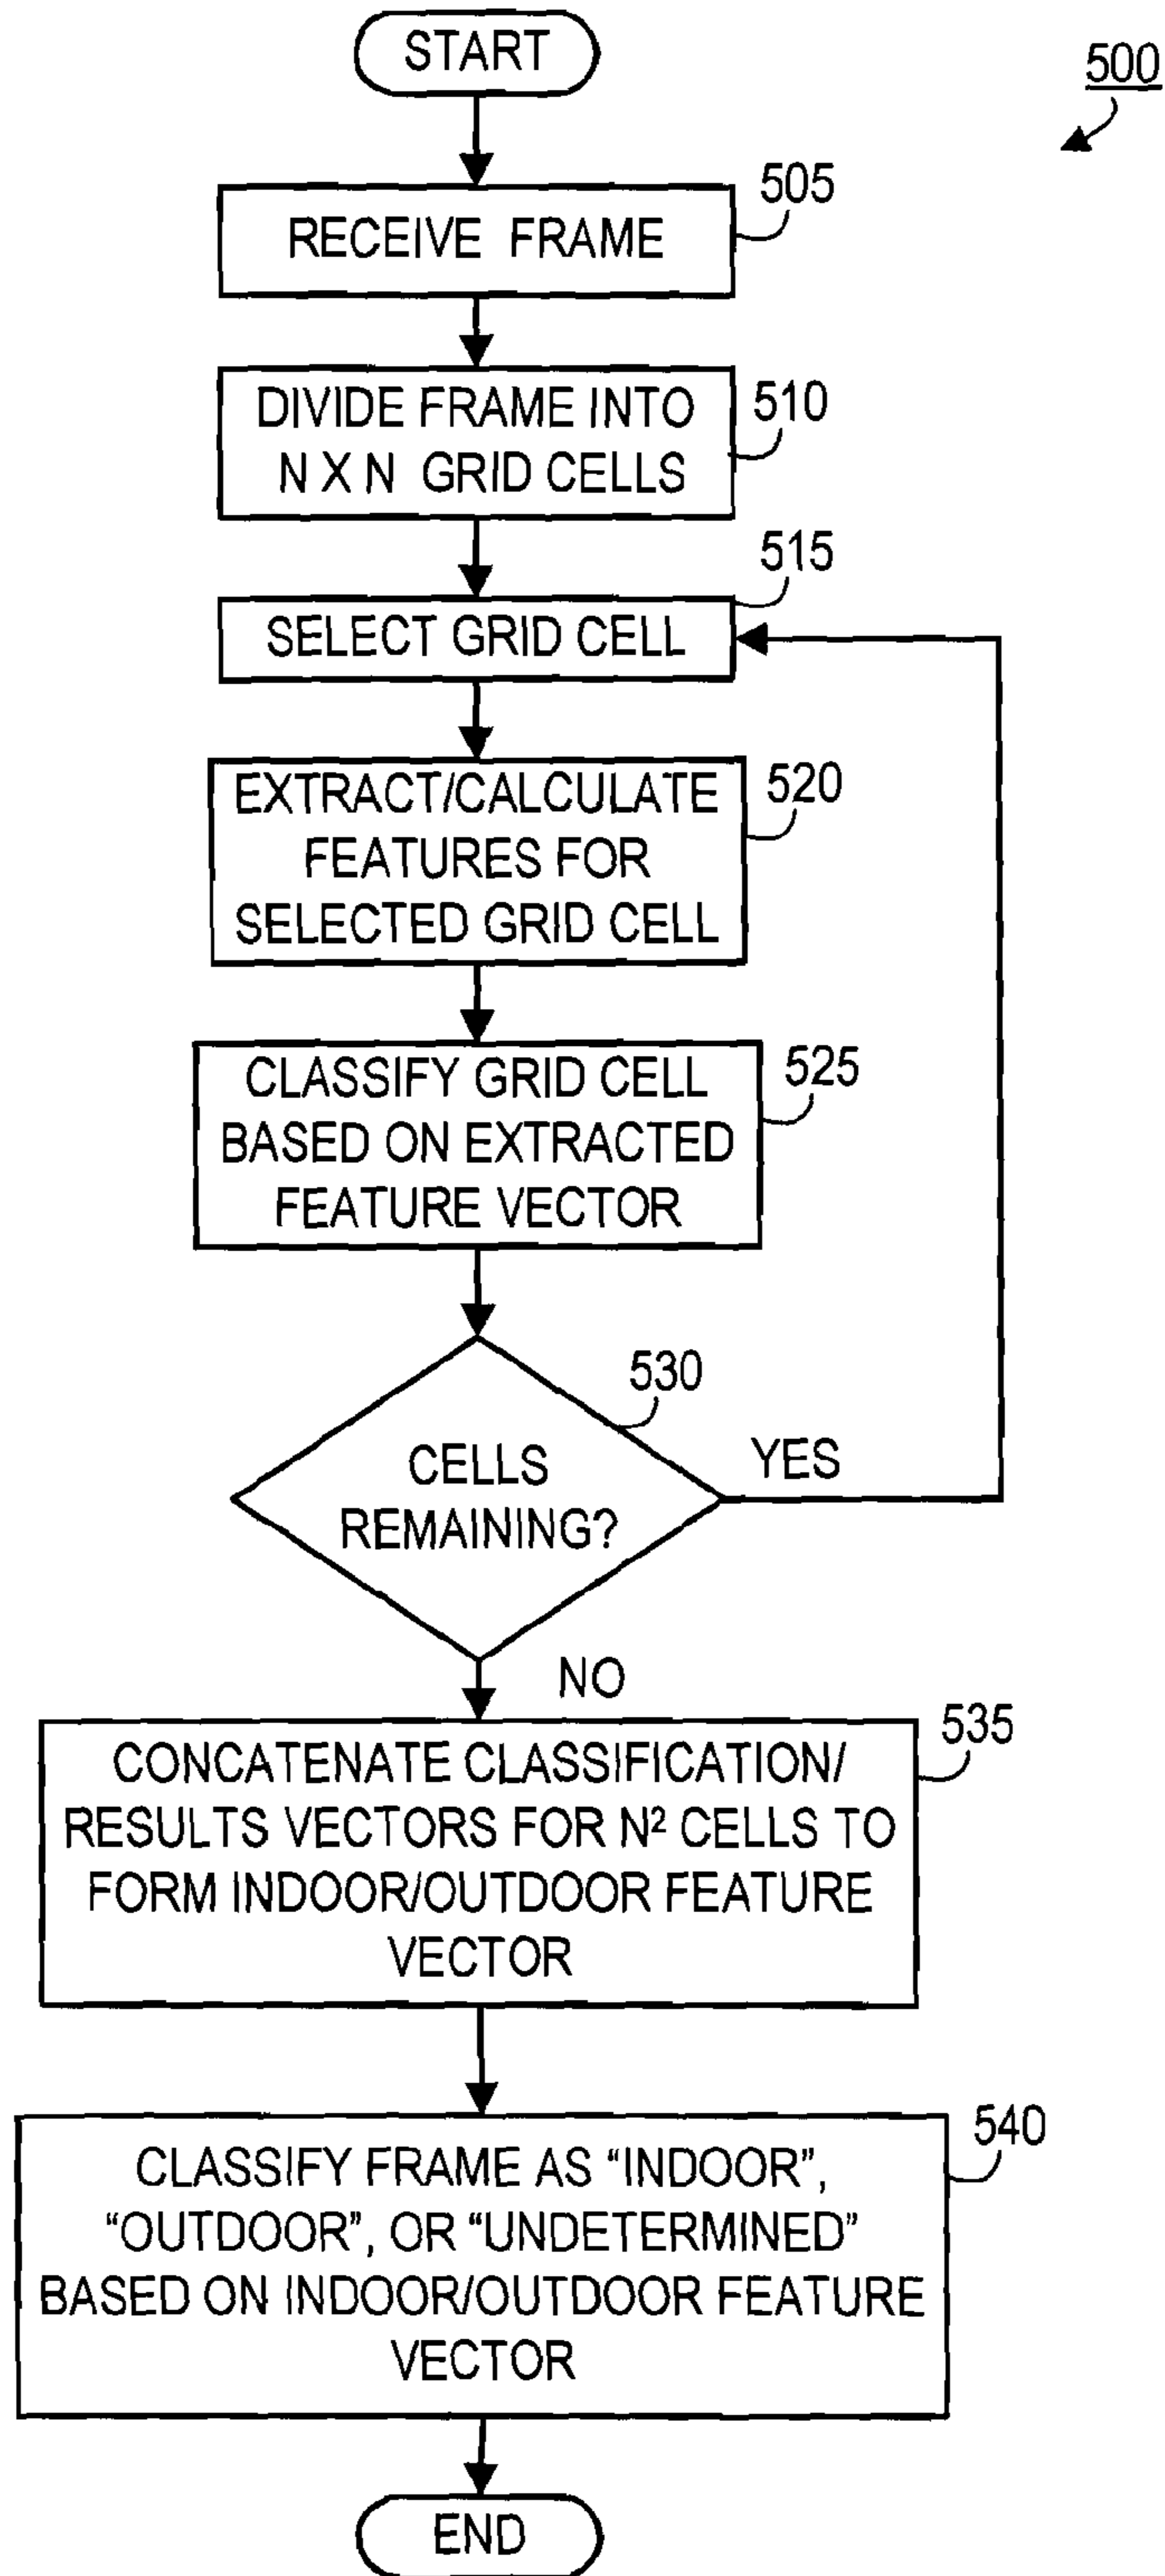 START
500
505
RECEIVE FRAME
DIVIDE FRAME INTO
N X N GRID CELLS
510
515
SELECT GRID CELL
EXTRACT/CALCULATE
FEATURES FOR
SELECTED GRID CELL
520
CLASSIFY GRID CELL
BASED ON EXTRACTED
FEATURE VECTOR
525
530
CELLS
REMAINING?
YES
NO
535
CONCATENATE CLASSIFICATION/
RESULTS VECTORS FOR N² CELLS TO
FORM INDOOR/OUTDOOR FEATURE
VECTOR
540
CLASSIFY FRAME AS “INDOOR”,
“OUTDOOR”, OR “UNDETERMINED”
BASED ON INDOOR/OUTDOOR FEATURE
VECTOR
END